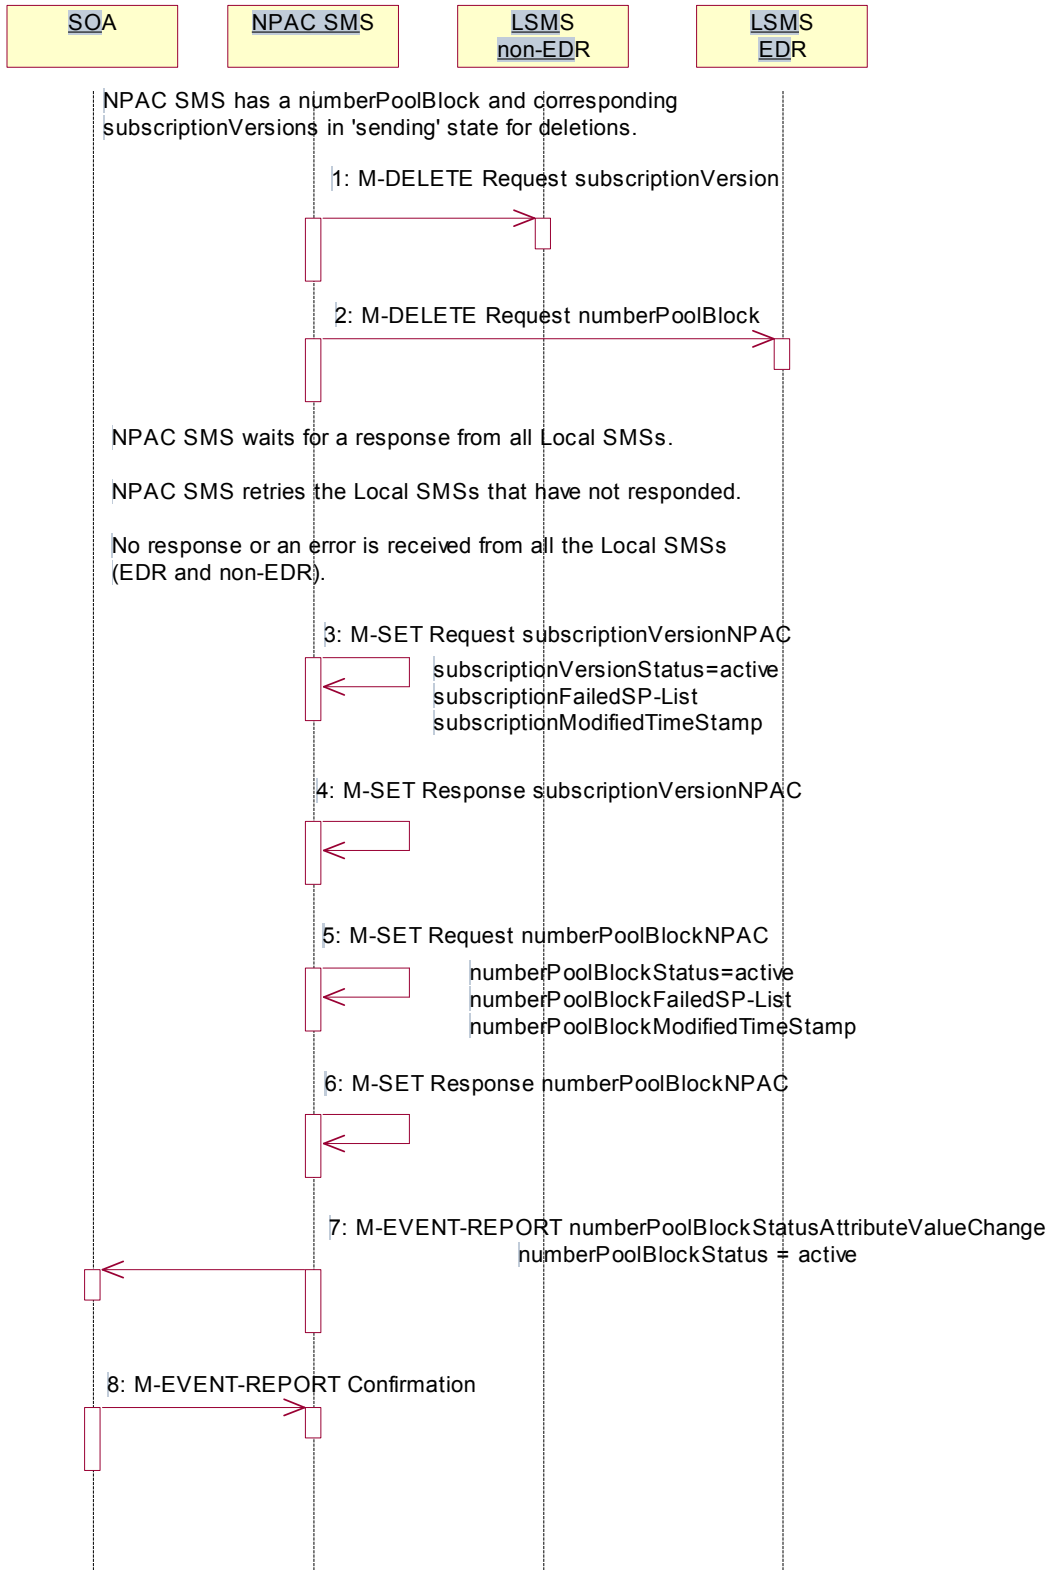 SOA
NPAC SMS
LSMS
non-EDR
LSMS
EDR
NPAC SMS has a numberPoolBlock and corresponding
subscriptionVersions in 'sending' state for deletions.
1: M-DELETE Request subscriptionVersion
2: M-DELETE Request numberPoolBlock
NPAC SMS waits for a response from all Local SMSs.
NPAC SMS retries the Local SMSs that have not responded.
No response or an error is received from all the Local SMSs
(EDR and non-EDR).
3: M-SET Request subscriptionVersionNPAC
subscriptionVersionStatus=active
subscriptionFailedSP-List
subscriptionModifiedTimeStamp
4: M-SET Response subscriptionVersionNPAC
5: M-SET Request numberPoolBlockNPAC
numberPoolBlockStatus=active
numberPoolBlockFailedSP-List
numberPoolBlockModifiedTimeStamp
6: M-SET Response numberPoolBlockNPAC
7: M-EVENT-REPORT numberPoolBlockStatusAttributeValueChange
numberPoolBlockStatus = active
8: M-EVENT-REPORT Confirmation